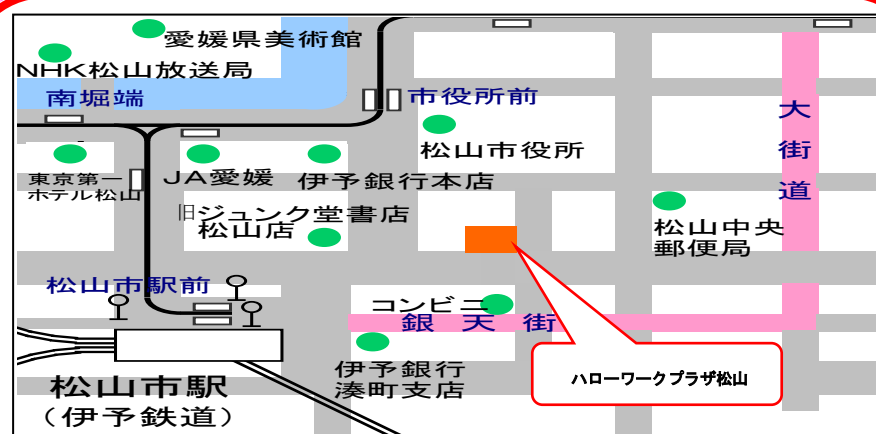 愛媛県美術館
NHK松山放送局
南堀端
市役所前
大街道
松山市役所
東京第一
ホテル松山
JA愛媛
伊予銀行本店
旧ジュンク堂書店
松山店
松山中央
郵便局
松山市駅前
コンビニ
銀天街
伊予銀行
湊町支店
ハローワークプラザ松山
松山市駅
(伊予鉄道)